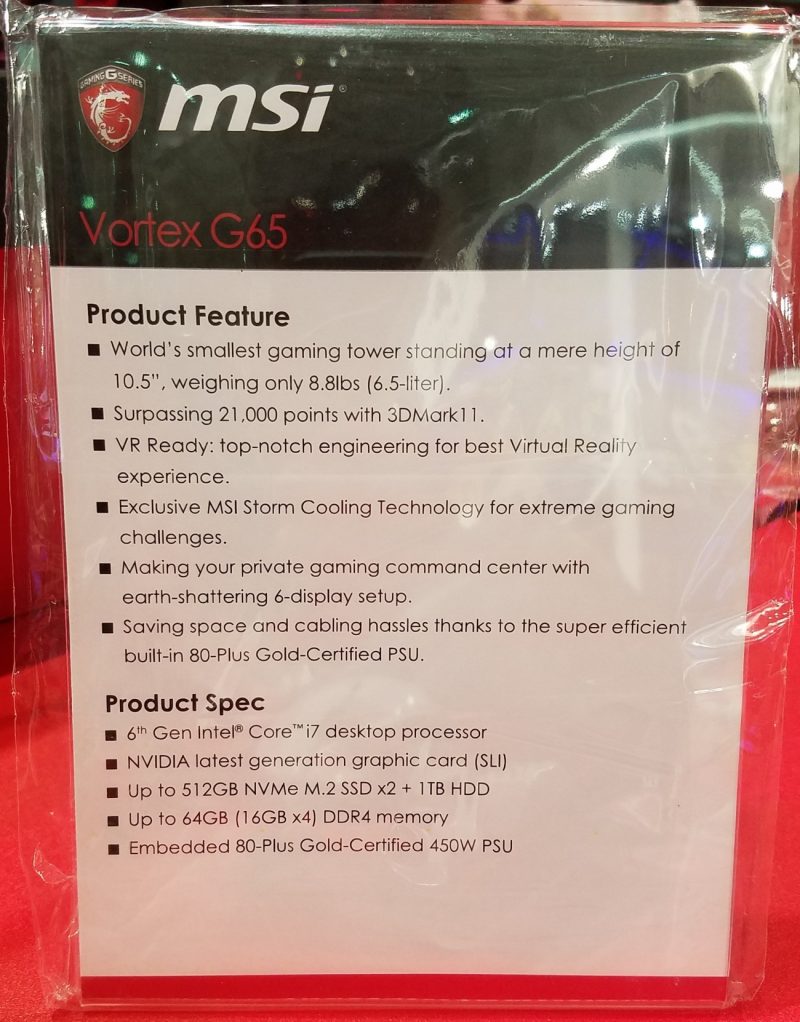 GAMING G SERIES
msi®
Vortex G65
Product Feature
■ World's smallest gaming tower standing at a mere height of
10.5”, weighing only 8.8lbs (6.5-liter).
■ Surpassing 21,000 points with 3DMark11.
■ VR Ready: top-notch engineering for best Virtual Reality
experience.
■ Exclusive MSI Storm Cooling Technology for extreme gaming
challenges.
■ Making your private gaming command center with
earth-shattering 6-display setup.
■ Saving space and cabling hassles thanks to the super efficient
built-in 80-Plus Gold-Certified PSU.
Product Spec
■ 6th Gen Intel® Core™ i7 desktop processor
■ NVIDIA latest generation graphic card (SLI)
■ Up to 512GB NVMe M.2 SSD x2 + 1TB HDD
■ Up to 64GB (16GB x4) DDR4 memory
■ Embedded 80-Plus Gold-Certified 450W PSU